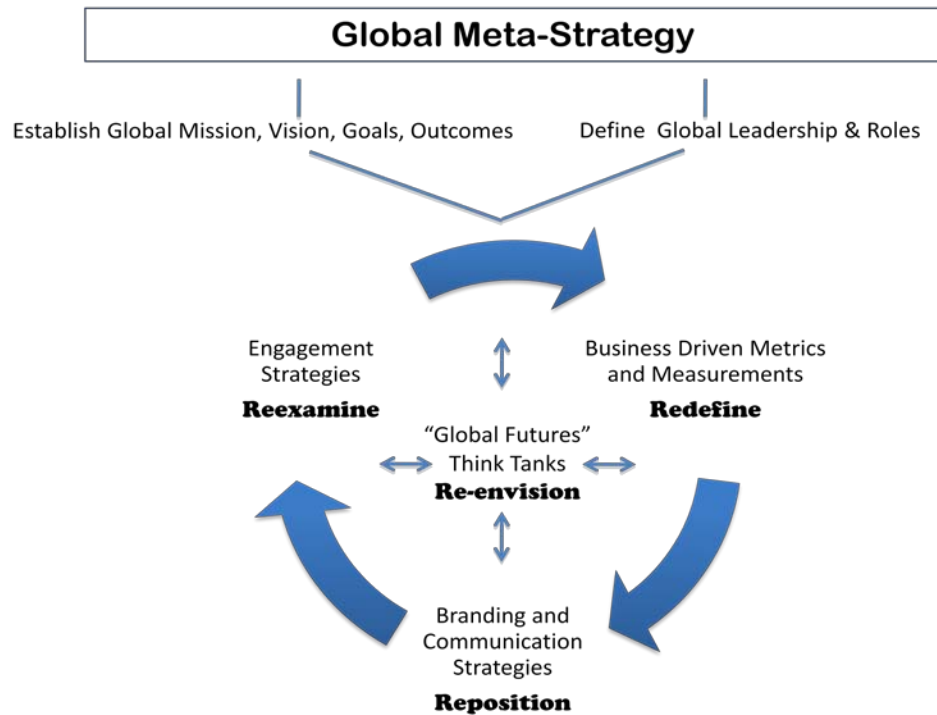 Global Meta-Strategy
Establish Global Mission, Vision, Goals, Outcomes
Define Global Leadership & Roles
Engagement
Strategies
Reexamine
Business Driven Metrics
and Measurements
Redefine
“Global Futures”
Think Tanks
Re-envision
Branding and
Communication
Strategies
Reposition